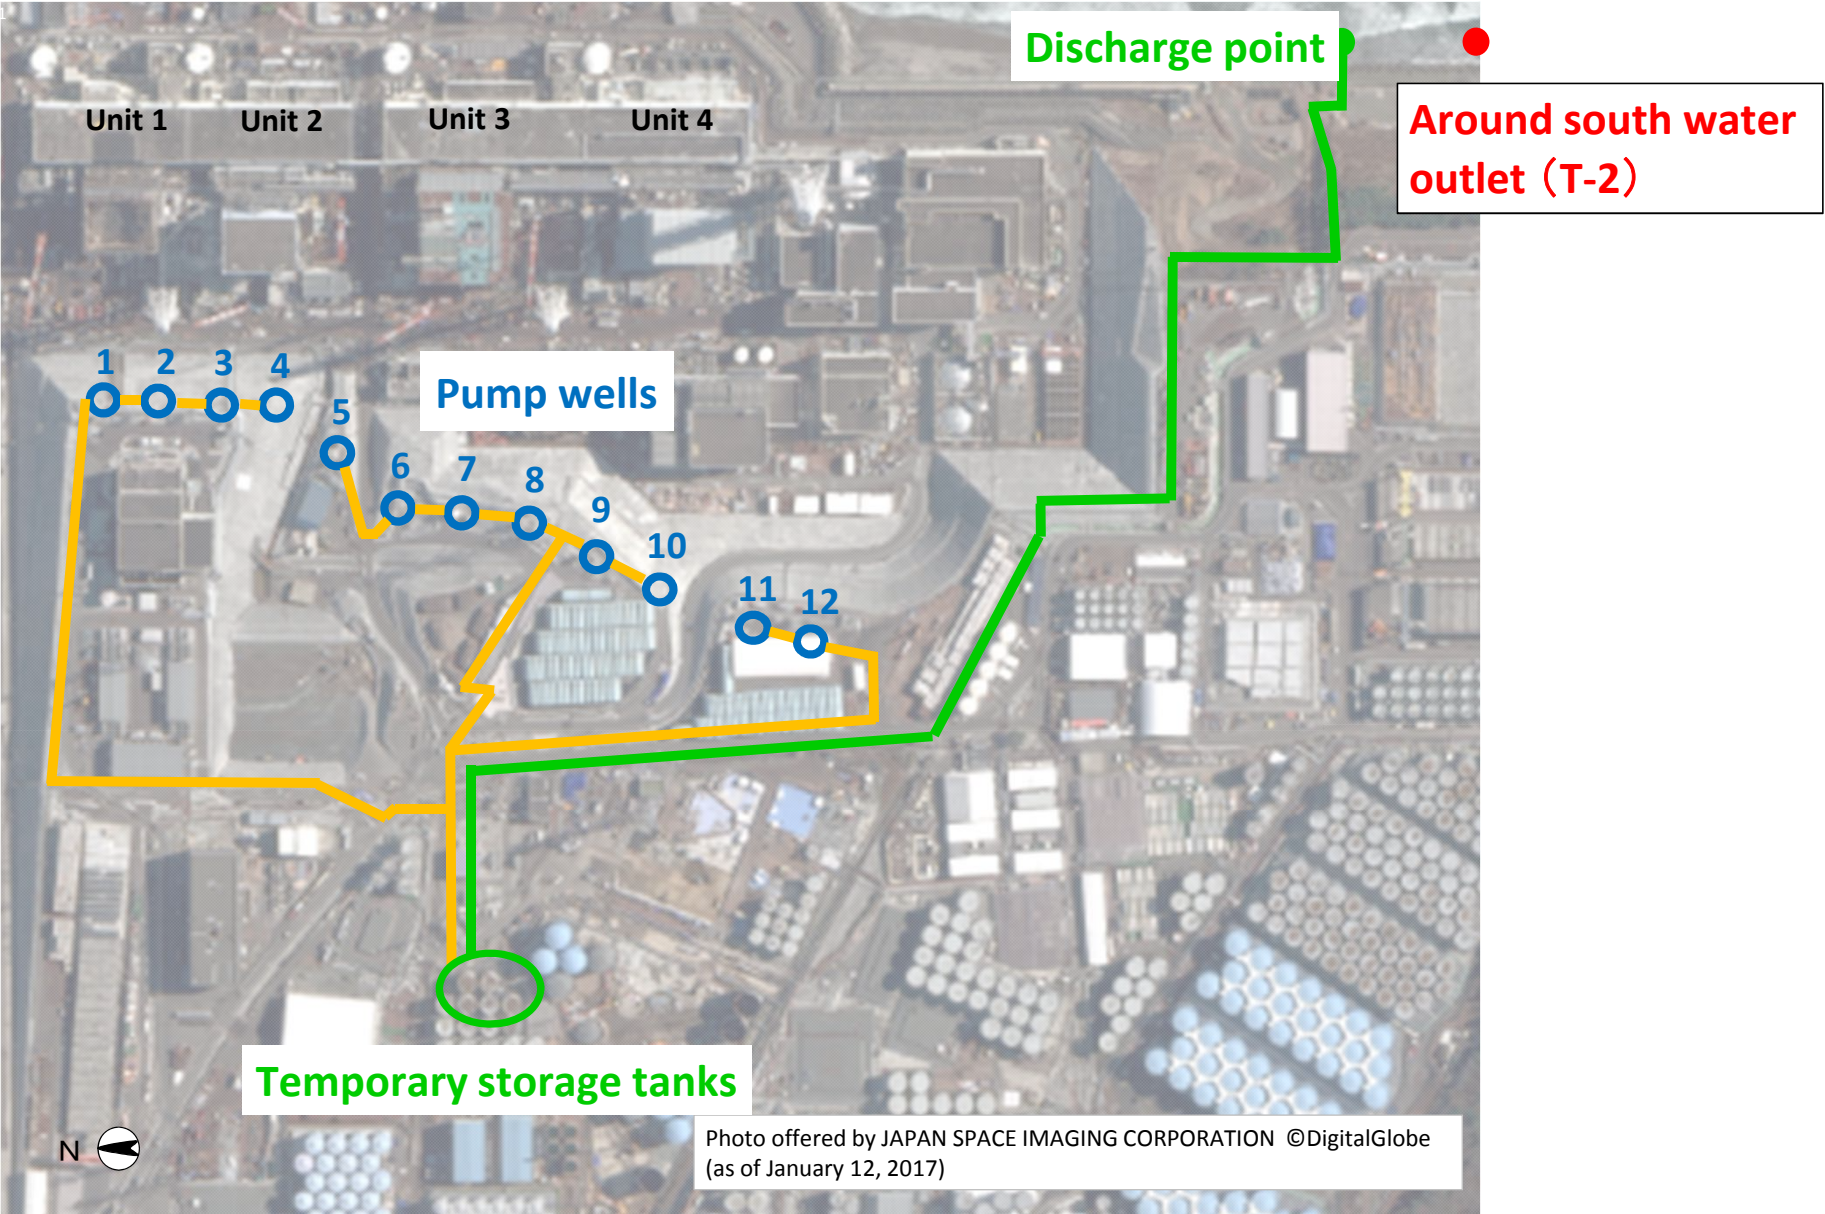 1
Discharge point
Around south water
outlet（T-2）
Unit 1
Unit 2
Unit 3
Unit 4
1
2
3
4
5
Pump wells
6
7
8
9
10
11
12
Temporary storage tanks
N
Photo offered by JAPAN SPACE IMAGING CORPORATION ©DigitalGlobe
(as of January 12, 2017)